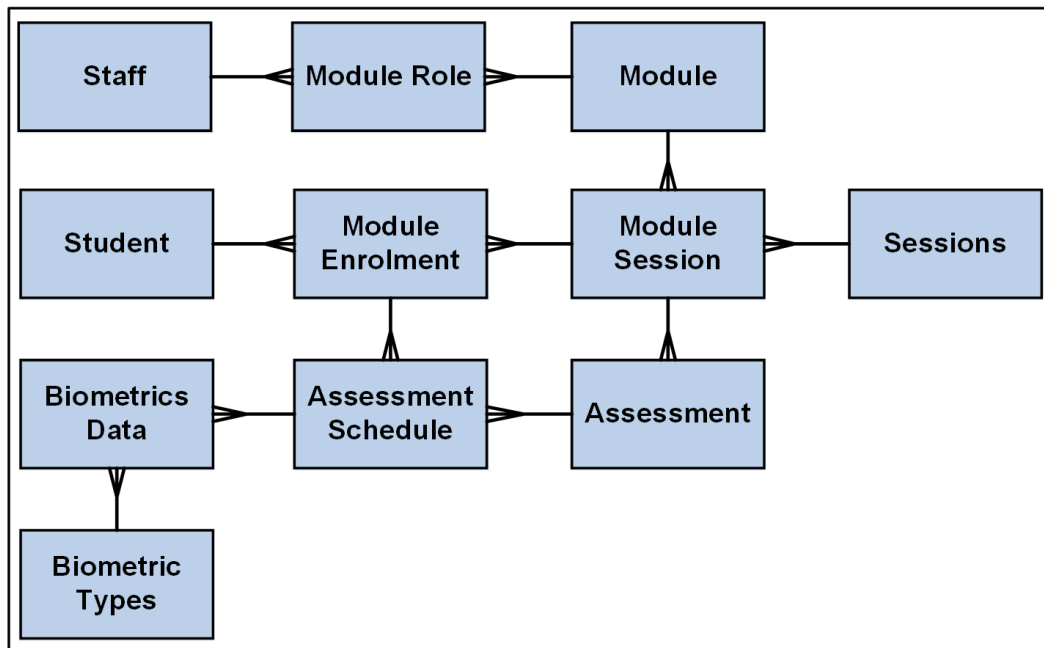 Staff
Module Role
Module
Student
Module
Enrolment
Module
Session
Sessions
Biometrics
Data
Assessment
Schedule
Assessment
Biometric
Types